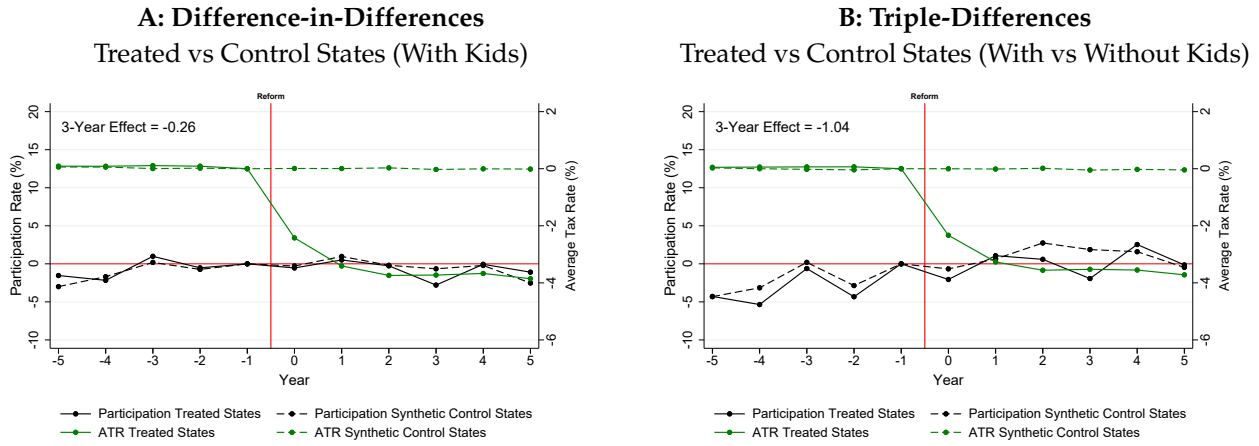 A: Difference-in-Differences
Treated vs Control States (With Kids)
Reform
3-Year Effect = -0.26
Participation Rate (%)
20
15
10
5
0
-5
-10
Average Tax Rate (%)
2
0
-2
-4
-6
-5 -4 -3 -2 -1 0 1 2 3 4 5
Year
Participation Treated States
Participation Synthetic Control States
ATR Treated States
ATR Synthetic Control States
B: Triple-Differences
Treated vs Control States (With vs Without Kids)
Reform
3-Year Effect = -1.04
Participation Rate (%)
20
15
10
5
0
-5
-10
Average Tax Rate (%)
2
0
-2
-4
-6
-5 -4 -3 -2 -1 0 1 2 3 4 5
Year
Participation Treated States
Participation Synthetic Control States
ATR Treated States
ATR Synthetic Control States